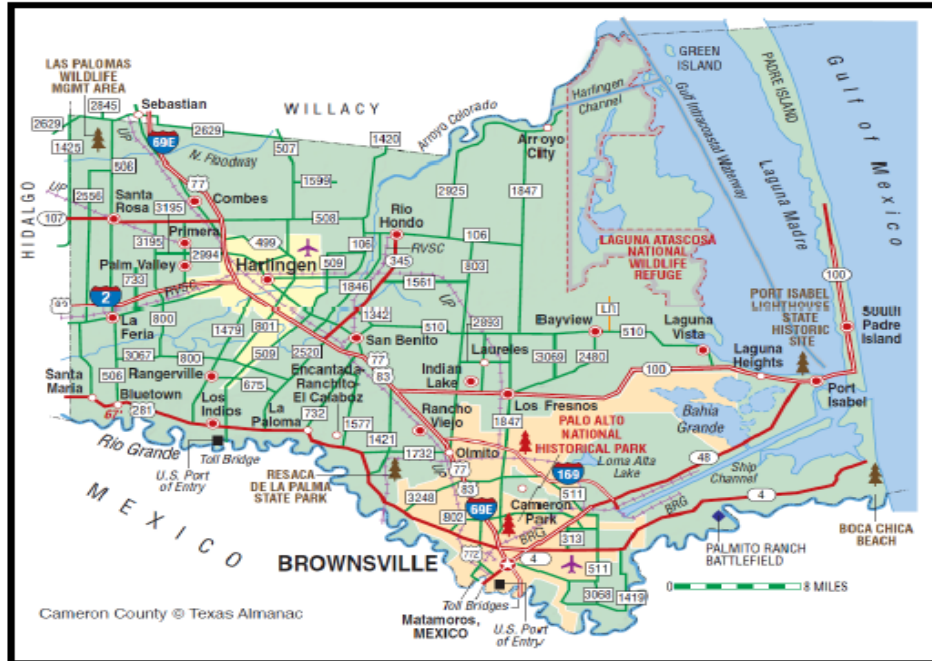 LAS PALOMAS
WILDLIFE
MGMT AREA
2845
Sebastian
2629
1425
UP
69E
2629
WILLACY
507
1420
Arroyo Colorado
Harlingen
Channel
GREEN
ISLAND
Gulf Intracoastal Waterway
PADRE ISLAND
Gulf of Mexico
Laguna Madre
HIDALGO
506
N. Floodway
77
1599
2925
1847
Arroyo
City
UP
2556
Santa
Rosa
3195
Combes
107
508
Rio
Hondo
Primera
3195
2994
499
106
RVSC
345
106
Palm Valley
Harlingen
509
733
1846
1561
803
LAGUNA ATASCOSA
NATIONAL
WILDLIFE
REFUGE
100
2
RVSC
UP
1342
PORT ISABEL
LIGHTHOUSE
STATE
HISTORIC
SITE
La
Feria
800
1479
801
510
2893
Bayview
510
Laguna
Vista
Padre
Island
San Benito
3067
800
509
2520
77
83
Laureles
3069
2480
Laguna
Heights
Santa
Maria
506
Rangerville
675
Encantada-
Ranchito-
El Calaboz
Indian
Lake
100
Bluetown
281
Los
Indios
La
Paloma
732
1577
Rancho
Viejo
Los Fresnos
Port
Isabel
1421
1847
PALO ALTO
NATIONAL
HISTORICAL PARK
Bahia
Grande
Rio Grande
Toll Bridge
U.S. Port
of Entry
1732
Olmito
48
UP
77
169
Loma Alta
Lake
Ship
Channel
RESACA
DE LA PALMA
STATE PARK
83
511
3248
802
69E
Cameron
Park
BRG
4
MEXICO
BRG
313
BOCA CHICA
BEACH
BROWNSVILLE
772
4
511
PALMITO RANCH
BATTLEFIELD
3068
1419
0
8 MILES
Toll Bridges
Matamoros,
MEXICO
U.S. Port
of Entry
Cameron County © Texas Almanac